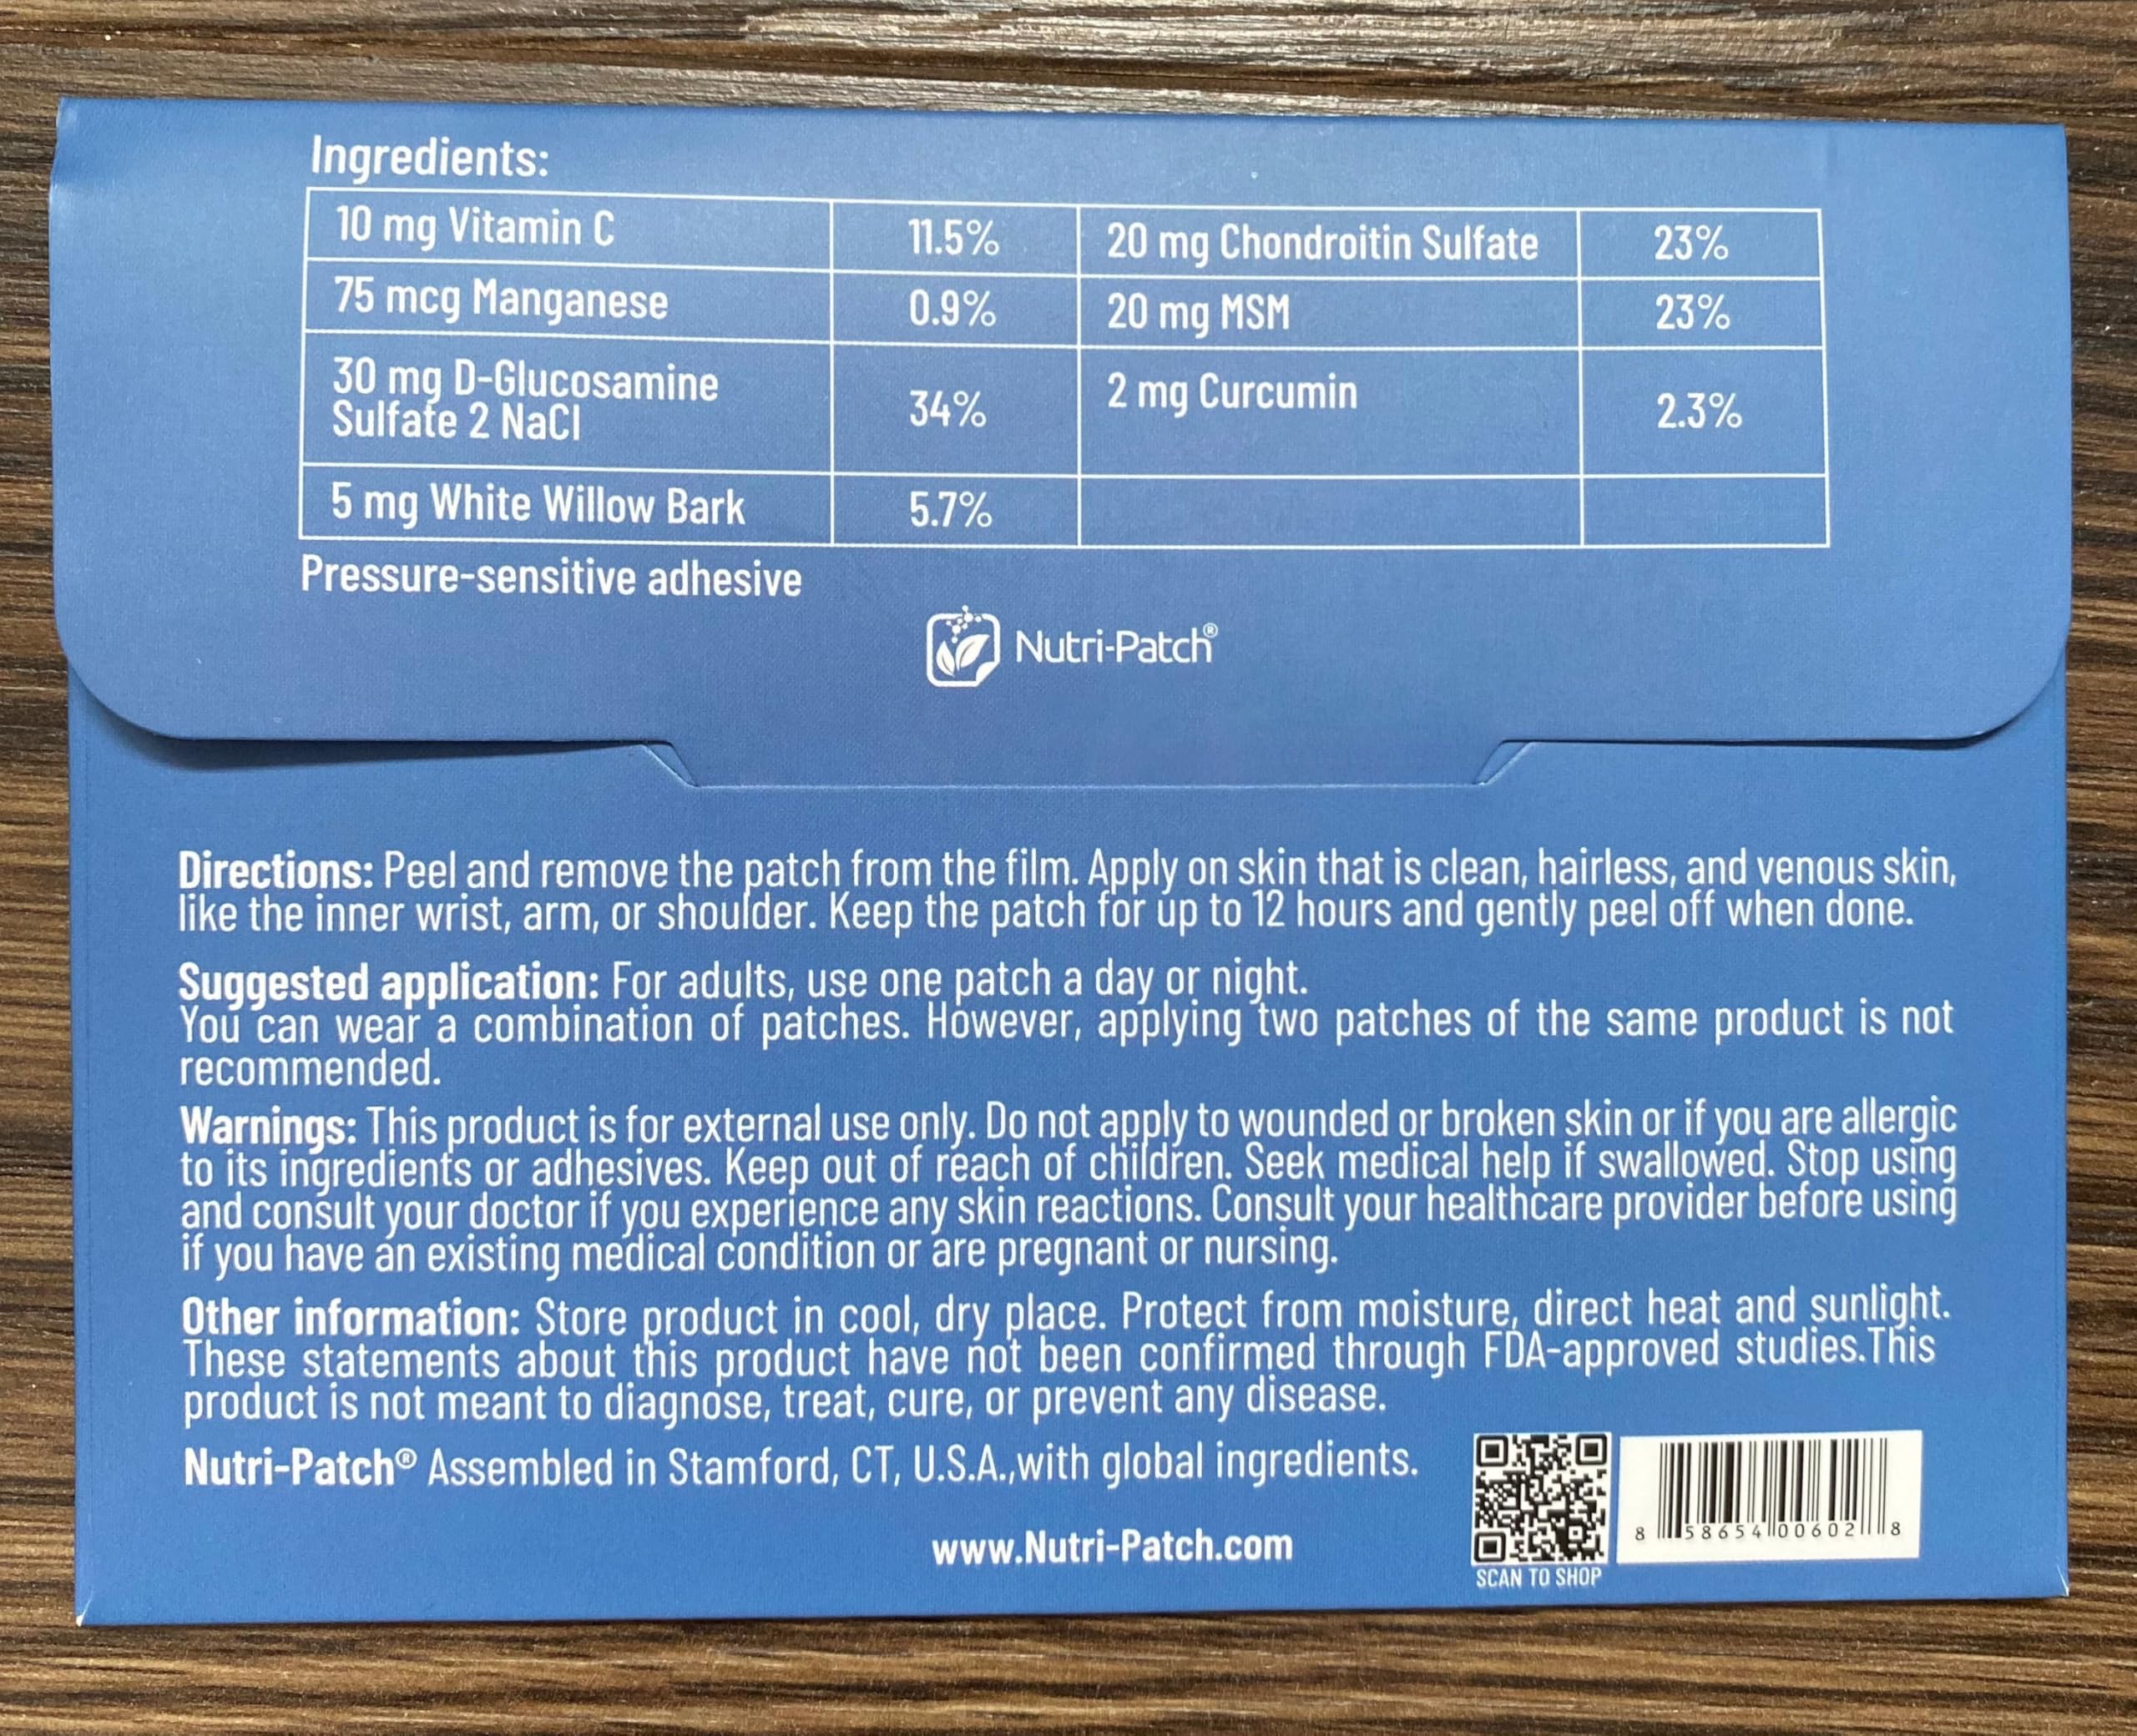 Ingredients:
10 mg Vitamin C 11.5% 20 mg Chondroitin Sulfate 23%
75 mcg Manganese 0.9% 20 mg MSM 23%
30 mg D-Glucosamine
Sulfate 2 NaCl 34% 2 mg Curcumin 2.3%
5 mg White Willow Bark 5.7%
Pressure-sensitive adhesive
Nutri-Patch®
Directions: Peel and remove the patch from the film. Apply on skin that is clean, hairless, and venous skin,
like the inner wrist, arm, or shoulder. Keep the patch for up to 12 hours and gently peel off when done.
Suggested application: For adults, use one patch a day or night.
You can wear a combination of patches. However, applying two patches of the same product is not
recommended.
Warnings: This product is for external use only. Do not apply to wounded or broken skin or if you are allergic
to its ingredients or adhesives. Keep out of reach of children. Seek medical help if swallowed. Stop using
and consult your doctor if you experience any skin reactions. Consult your healthcare provider before using
if you have an existing medical condition or are pregnant or nursing.
Other information: Store product in cool, dry place. Protect from moisture, direct heat and sunlight.
These statements about this product have not been confirmed through FDA-approved studies.This
product is not meant to diagnose, treat, cure, or prevent any disease.
Nutri-Patch® Assembled in Stamford, CT, U.S.A.,with global ingredients.
www.Nutri-Patch.com
SCAN TO SHOP
8 58654 00602 8